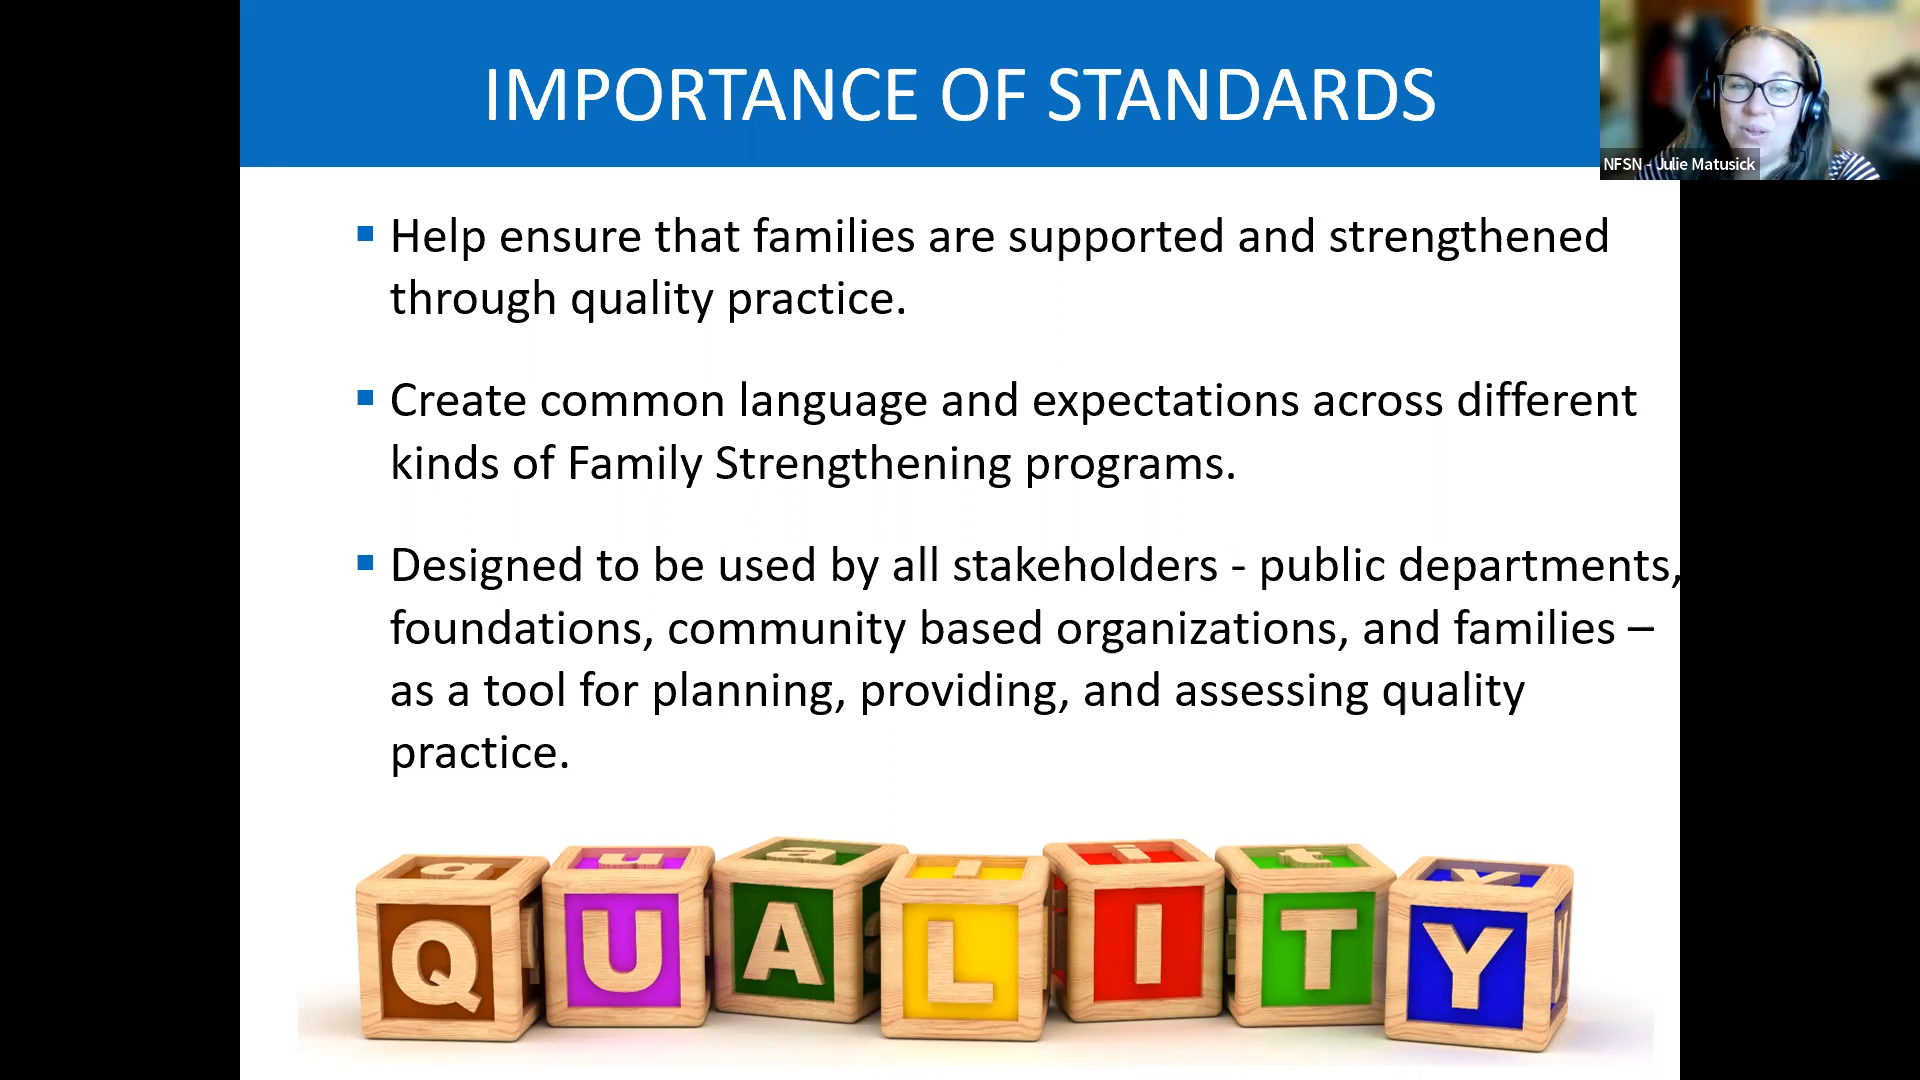 IMPORTANCE OF STANDARDS
NFSN - Julie Matusick
▪ Help ensure that families are supported and strengthened
through quality practice.
▪ Create common language and expectations across different
kinds of Family Strengthening programs.
▪ Designed to be used by all stakeholders - public departments,
foundations, community based organizations, and families –
as a tool for planning, providing, and assessing quality
practice.
q u a l i t y
Q U A L I T Y y